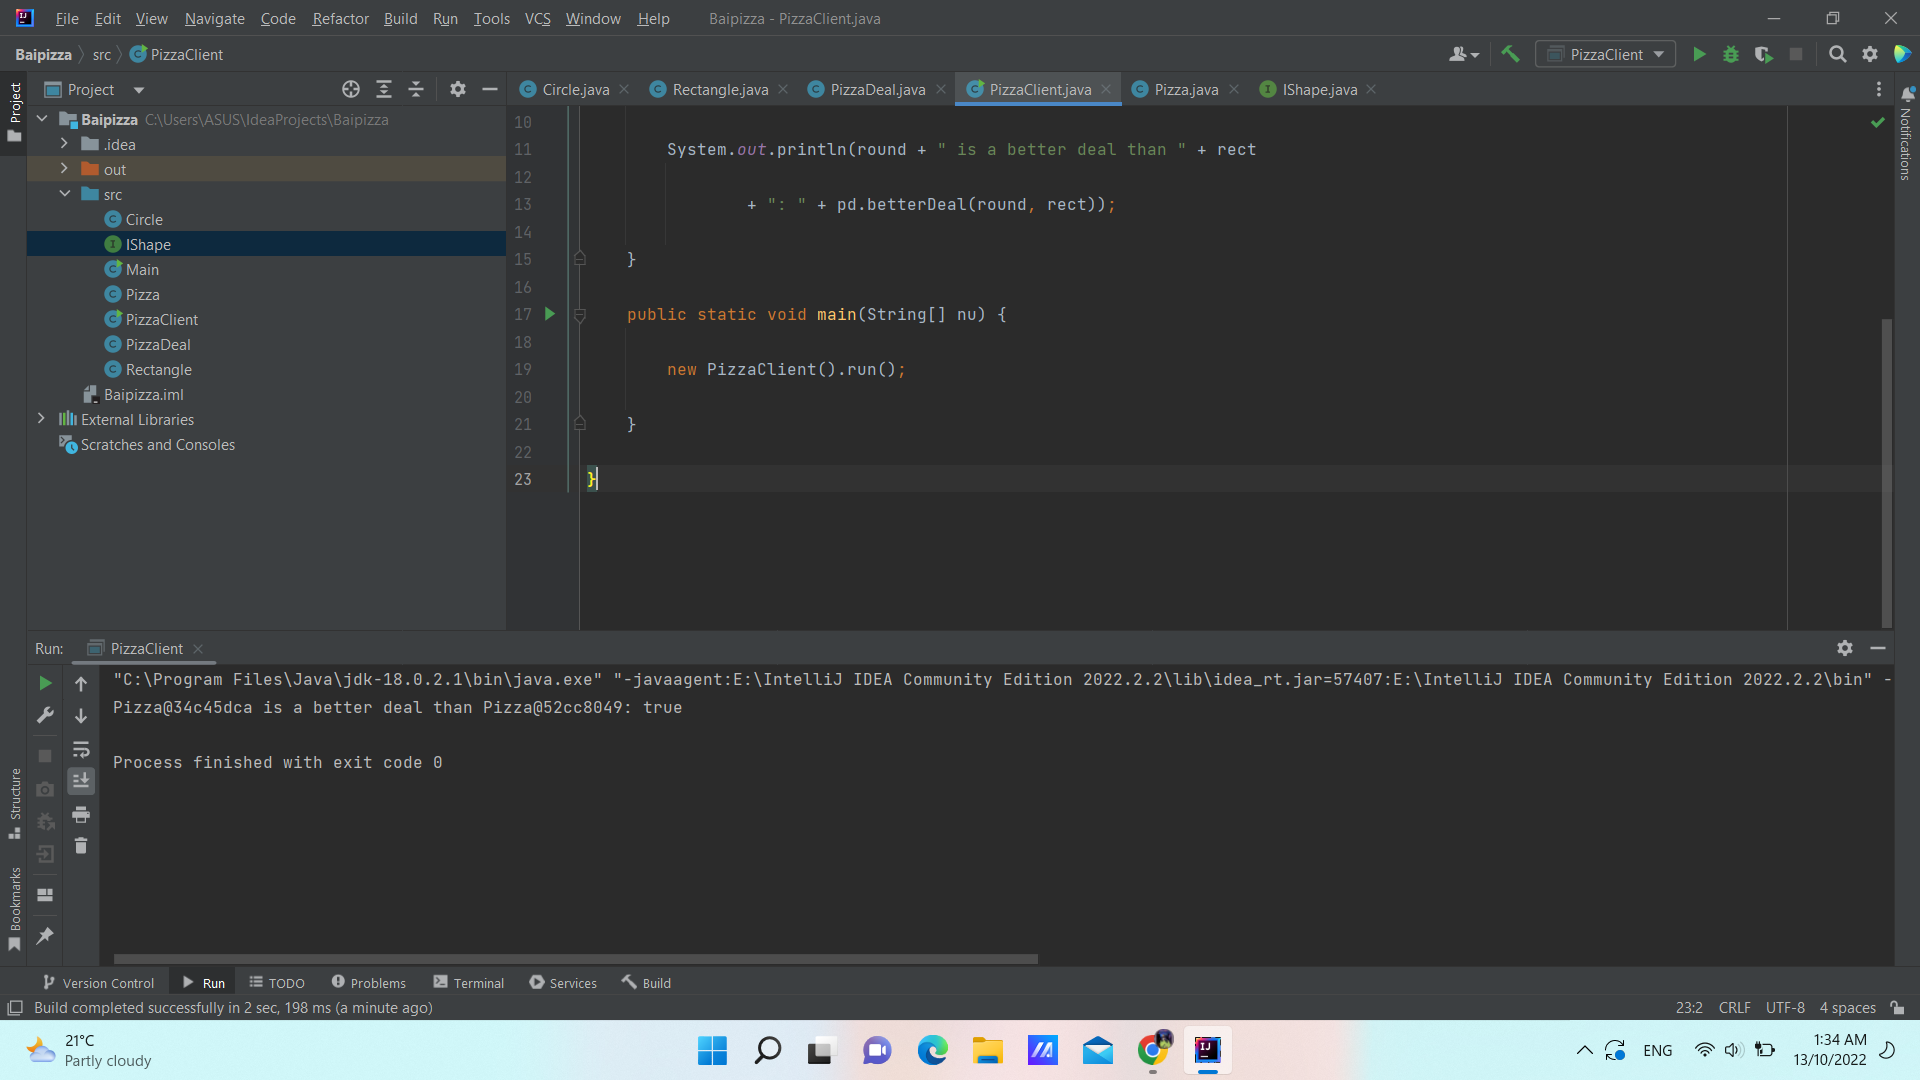 File Edit View Navigate Code Refactor Build Run Tools VCS Window Help Baipizza - PizzaClient.java
Baipizza src PizzaClient PizzaClient
Project
Project
Circle.java Rectangle.java PizzaDeal.java PizzaClient.java Pizza.java IShape.java
Notifications
Baipizza C:\Users\ASUS\IdeaProjects\Baipizza
.idea
out
src
Circle
IShape
Main
Pizza
PizzaClient
PizzaDeal
Rectangle
Baipizza.iml
External Libraries
Scratches and Consoles
10
11 System.out.println(round + " is a better deal than " + rect
12
13 + ": " + pd.betterDeal(round, rect));
14
15 }
16
17 public static void main(String[] nu) {
18
19 new PizzaClient().run();
20
21 }
22
23 }
Run: PizzaClient
"C:\Program Files\Java\jdk-18.0.2.1\bin\java.exe" "-javaagent:E:\IntelliJ IDEA Community Edition 2022.2.2\lib\idea_rt.jar=57407:E:\IntelliJ IDEA Community Edition 2022.2.2\bin" -
Pizza@34c45dca is a better deal than Pizza@52cc8049: true
Process finished with exit code 0
Structure
Bookmarks
Version Control Run TODO Problems Terminal Services Build
Build completed successfully in 2 sec, 198 ms (a minute ago) 23:2 CRLF UTF-8 4 spaces
21°C
Partly cloudy
ENG
1:34 AM
13/10/2022